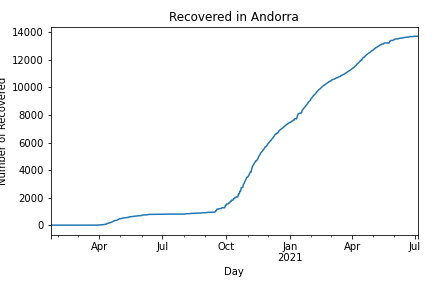 Recovered in Andorra
Number of Recovered
14000
12000
10000
8000
6000
4000
2000
0
Apr
Jul
Oct
Jan
2021
Apr
Jul
Day